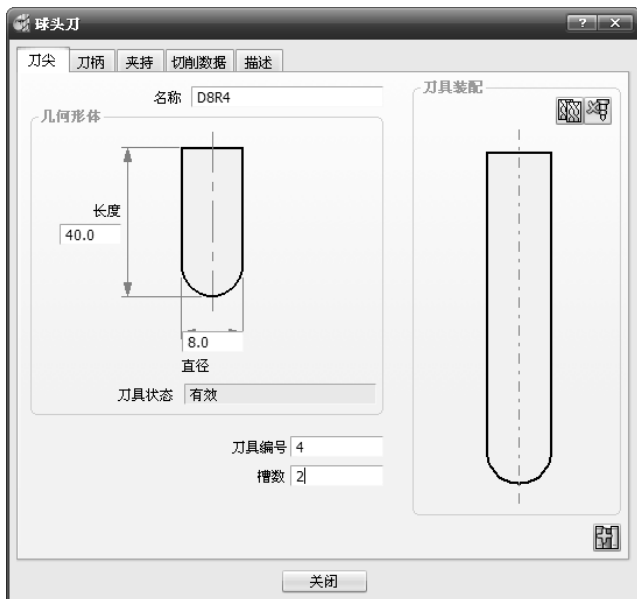 球头刀
刀尖 刀柄 夹持 切削数据 描述
名称 D8R4
几何形体
长度
40.0
8.0
直径
刀具状态 有效
刀具编号 4
槽数 2
刀具装配
关闭